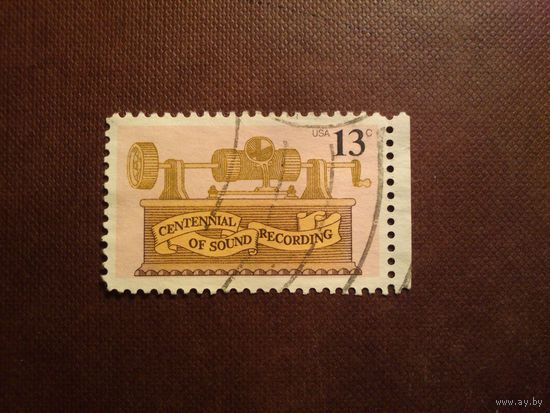 USA 13c
CENTENNIAL
OF SOUND RECORDING
www.ay.by